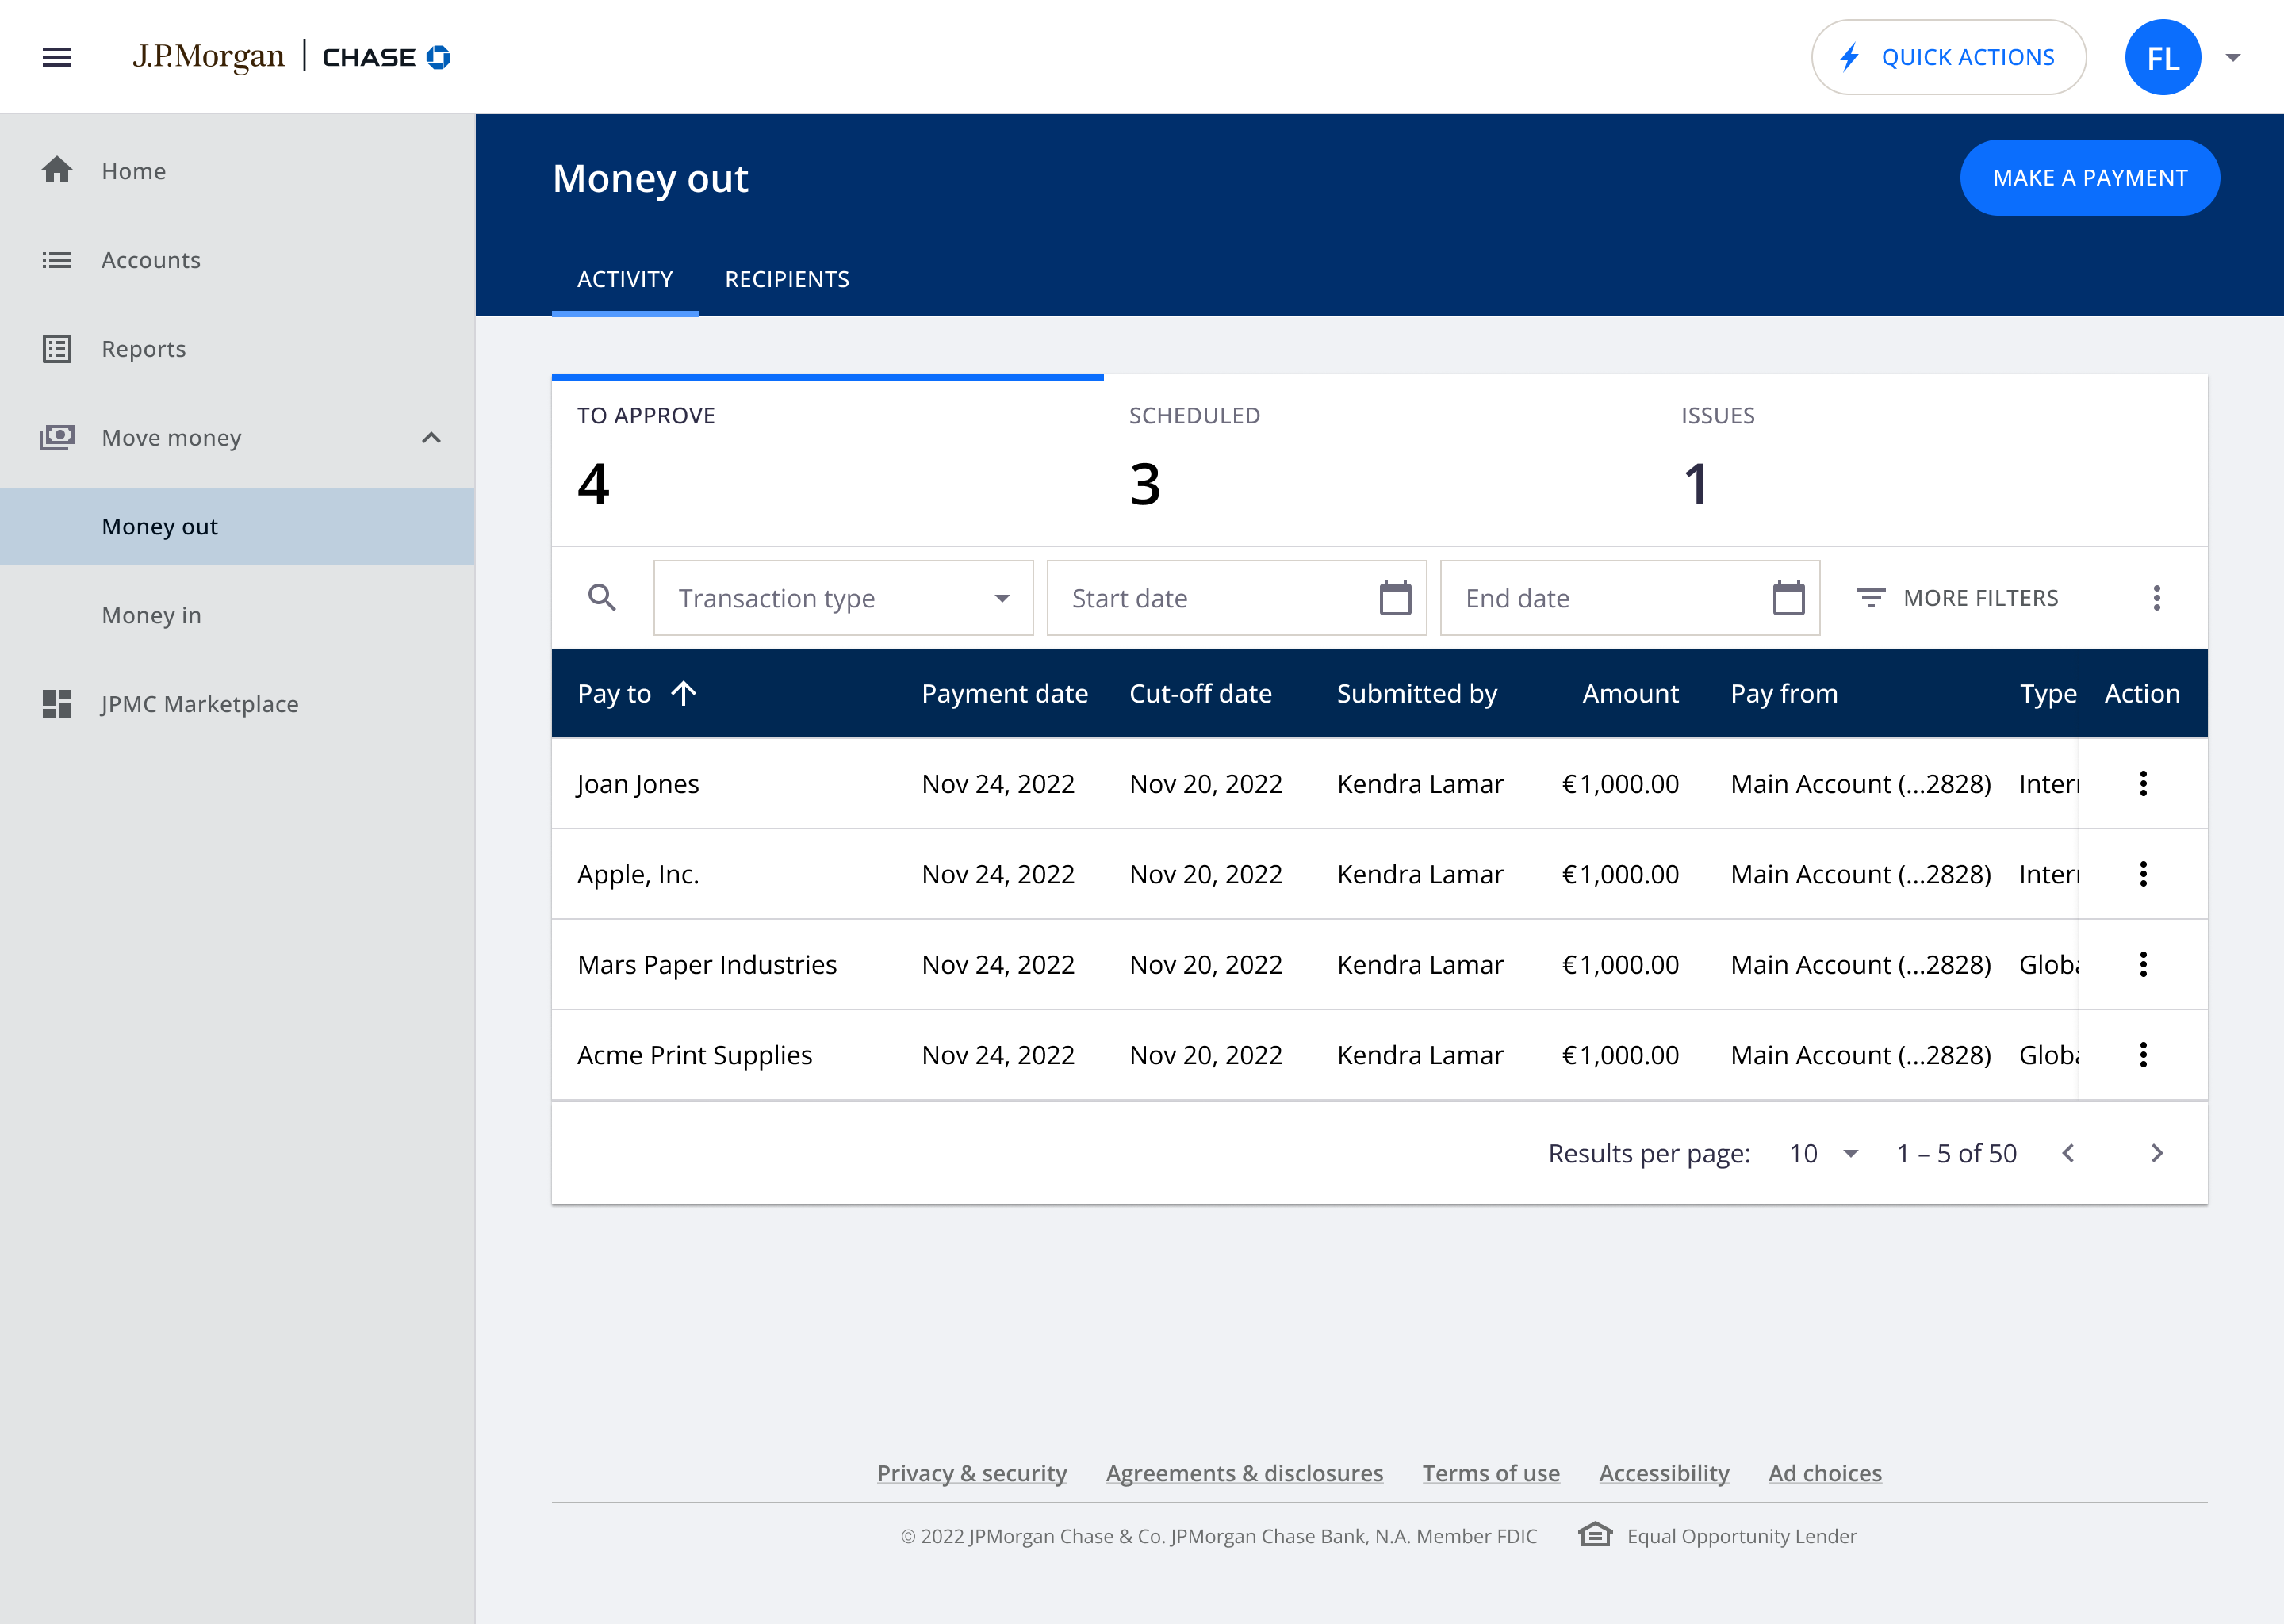 J.P.Morgan | CHASE
QUICK ACTIONS
FL
Home
Accounts
Reports
Move money
Money out
Money in
JPMC Marketplace
Money out
MAKE A PAYMENT
ACTIVITY RECIPIENTS
TO APPROVE SCHEDULED ISSUES
4 3 1
Transaction type Start date End date MORE FILTERS
Pay to Payment date Cut-off date Submitted by Amount Pay from Type Action
Joan Jones Nov 24, 2022 Nov 20, 2022 Kendra Lamar €1,000.00 Main Account (...2828) Inter
Apple, Inc. Nov 24, 2022 Nov 20, 2022 Kendra Lamar €1,000.00 Main Account (...2828) Inter
Mars Paper Industries Nov 24, 2022 Nov 20, 2022 Kendra Lamar €1,000.00 Main Account (...2828) Glob
Acme Print Supplies Nov 24, 2022 Nov 20, 2022 Kendra Lamar €1,000.00 Main Account (...2828) Glob
Results per page: 10 1 – 5 of 50
Privacy & security Agreements & disclosures Terms of use Accessibility Ad choices
© 2022 JPMorgan Chase & Co. JPMorgan Chase Bank, N.A. Member FDIC Equal Opportunity Lender